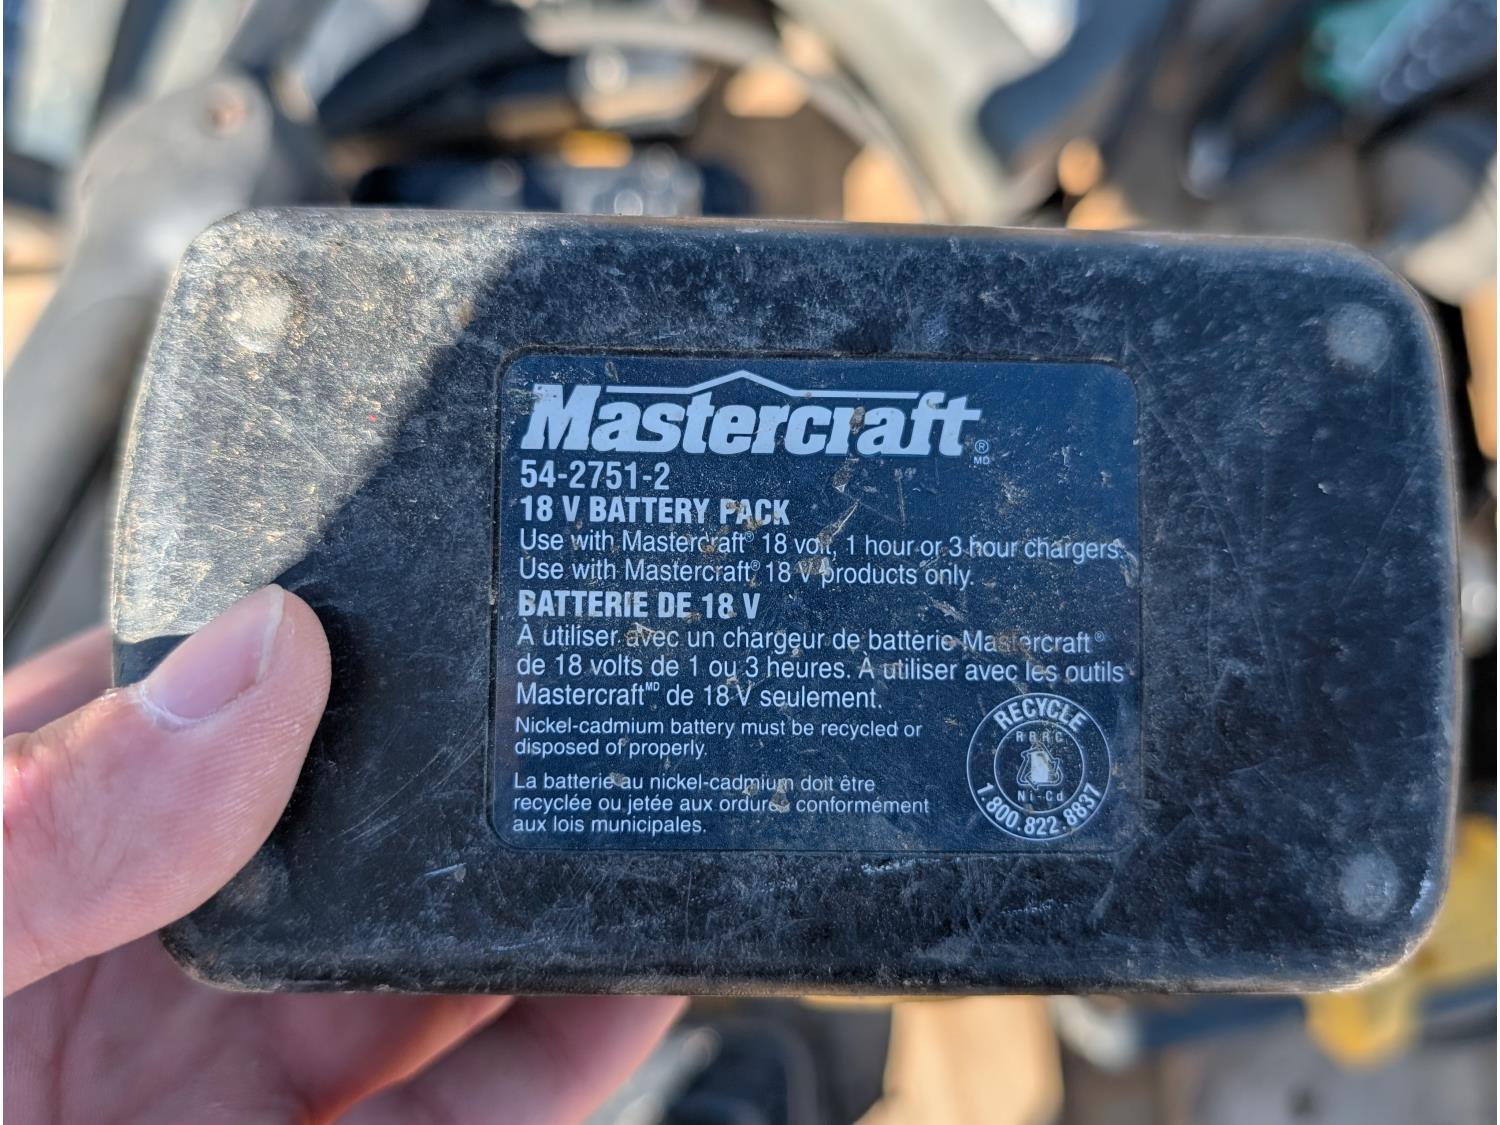 Mastercraft® MD
54-2751-2
18 V BATTERY PACK
Use with Mastercraft® 18 volt, 1 hour or 3 hour chargers.
Use with Mastercraft® 18 V products only.
BATTERIE DE 18 V
À utiliser avec un chargeur de batterie Mastercraft®
de 18 volts de 1 ou 3 heures. À utiliser avec les outils
Mastercraft MD de 18 V seulement.
Nickel-cadmium battery must be recycled or
disposed of properly.
La batterie au nickel-cadmium doit être
recyclée ou jetée aux ordures conformément
aux lois municipales.
RECYCLE
RBRC
Ni-Cd
1.800.822.8837